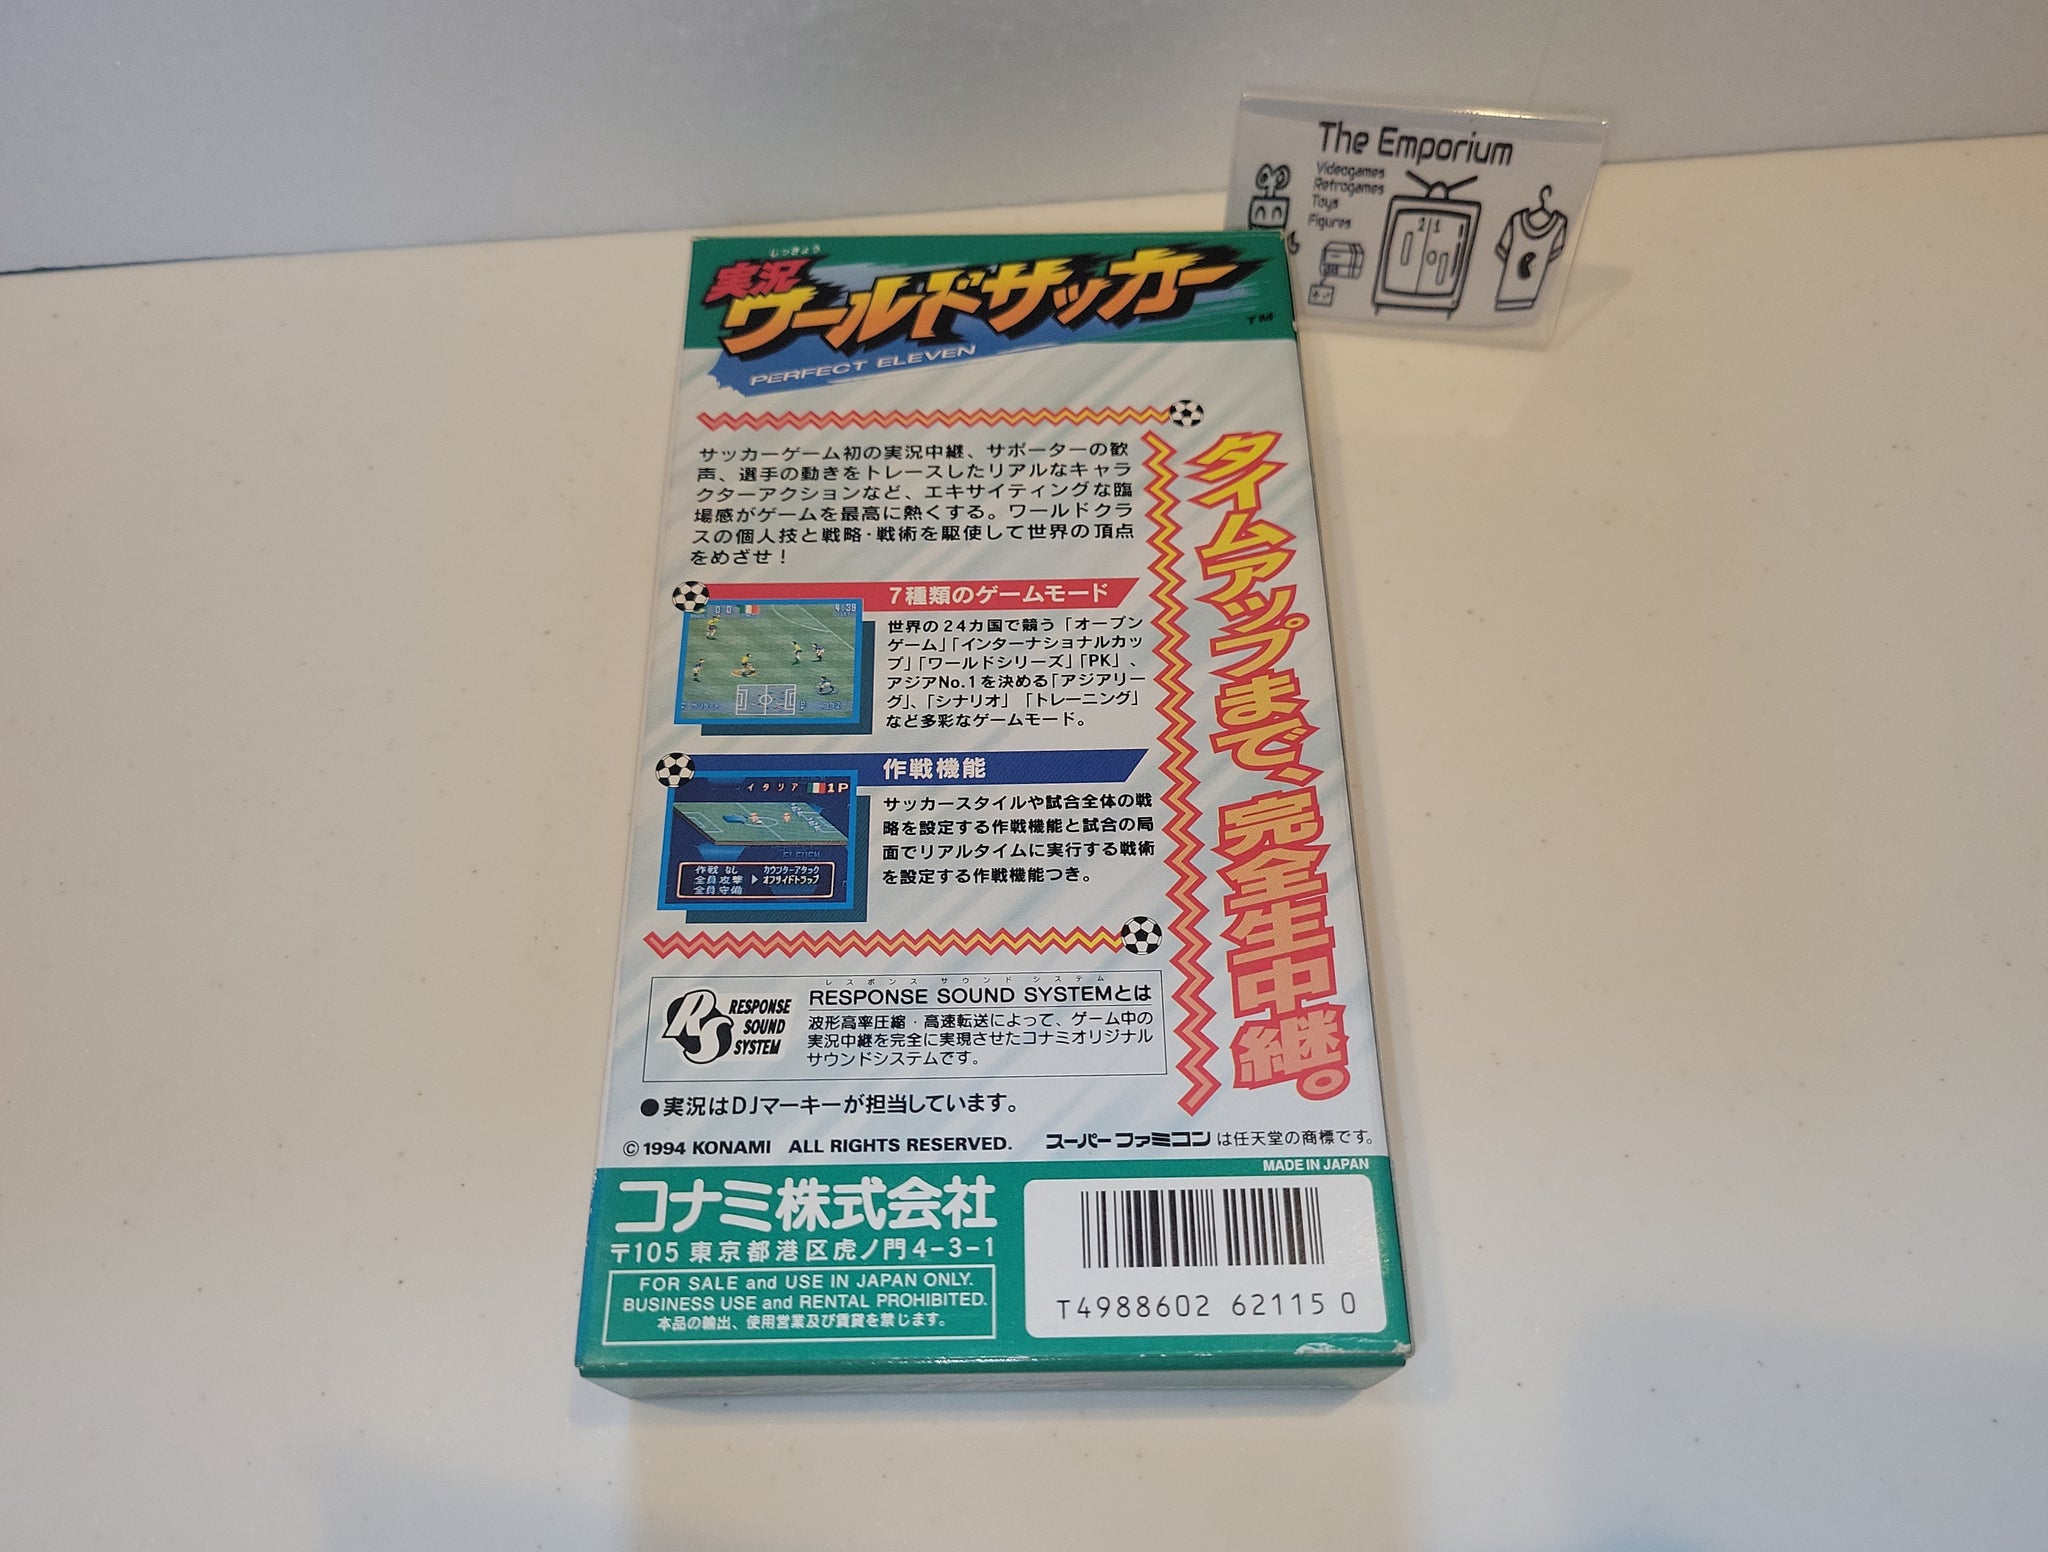 The Emporium
Videogames
Retrogames
Toys
Figures
じっきょう
実況
ワールドサッカー
TM
PERFECT ELEVEN
サッカーゲーム初の実況中継、サポーターの歓
声、選手の動きをトレースしたリアルなキャラ
クターアクションなど、エキサイティングな臨
場感がゲームを最高に熱くする。ワールドクラ
スの個人技と戦略・戦術を駆使して世界の頂点
をめざせ!
タイムアップまで、完全生中継。
7種類のゲームモード
世界の24カ国で競う「オープン
ゲーム」「インターナショナルカッ
プ」「ワールドシリーズ」「PK」、
アジアNo.1を決める「アジアリー
グ」、「シナリオ」「トレーニング」
など多彩なゲームモード。
0 0
4:39
作戦機能
サッカースタイルや試合全体の戦
略を設定する作戦機能と試合の局
面でリアルタイムに実行する戦術
を設定する作戦機能つき。
イタリア 1P
ELEVEN
作戦 なし カウンターアタック
全員攻撃 ▶オフサイドトラップ
全員守備
RS RESPONSE
SOUND
SYSTEM
レスポンス サウンド システム
RESPONSE SOUND SYSTEMとは
波形高率圧縮・高速転送によって、ゲーム中の
実況中継を完全に実現させたコナミオリジナル
サウンドシステムです。
●実況はDJマーキーが担当しています。
© 1994 KONAMI ALL RIGHTS RESERVED.
スーパーファミコンは任天堂の商標です。
MADE IN JAPAN
コナミ株式会社
〒105 東京都港区虎ノ門4-3-1
FOR SALE and USE IN JAPAN ONLY.
BUSINESS USE and RENTAL PROHIBITED.
本品の輸出、使用営業及び賃貸を禁じます。
T4988602 62115 0